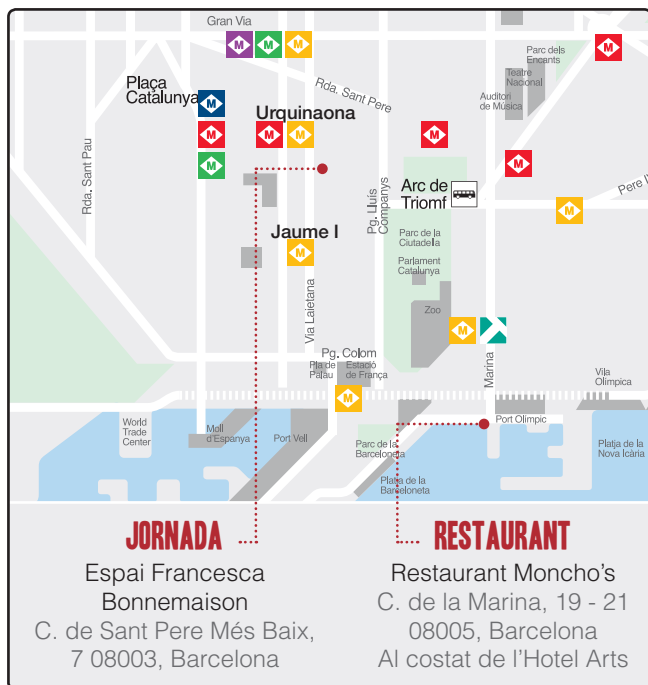 Gran Via
M
M
M
M
Parc dels
Encants
Teatre
Nacional
Auditori
de Música
Rda. Sant Pere
Plaça
Catalunya
M
M
M
Urquinaona
M
M
M
M
Rda. Sant Pau
Pg. Lluís
Companys
Arc de
Triomf
Pere I
M
Jaume I
M
Parc de la
Ciutadella
Parlament
Catalunya
Zoo
M
Via Laietana
Marina
Pg. Colom
Pla de
Palau
Estació
de França
M
Vila
Olímpica
World
Trade
Center
Moll
d'Espanya
Port Vell
Parc de la
Barceloneta
Port Olímpic
Platja de la
Nova Icària
Platja de la
Barceloneta
JORNADA
Espai Francesca
Bonnemaison
C. de Sant Pere Més Baix,
7 08003, Barcelona
RESTAURANT
Restaurant Moncho's
C. de la Marina, 19 - 21
08005, Barcelona
Al costat de l'Hotel Arts